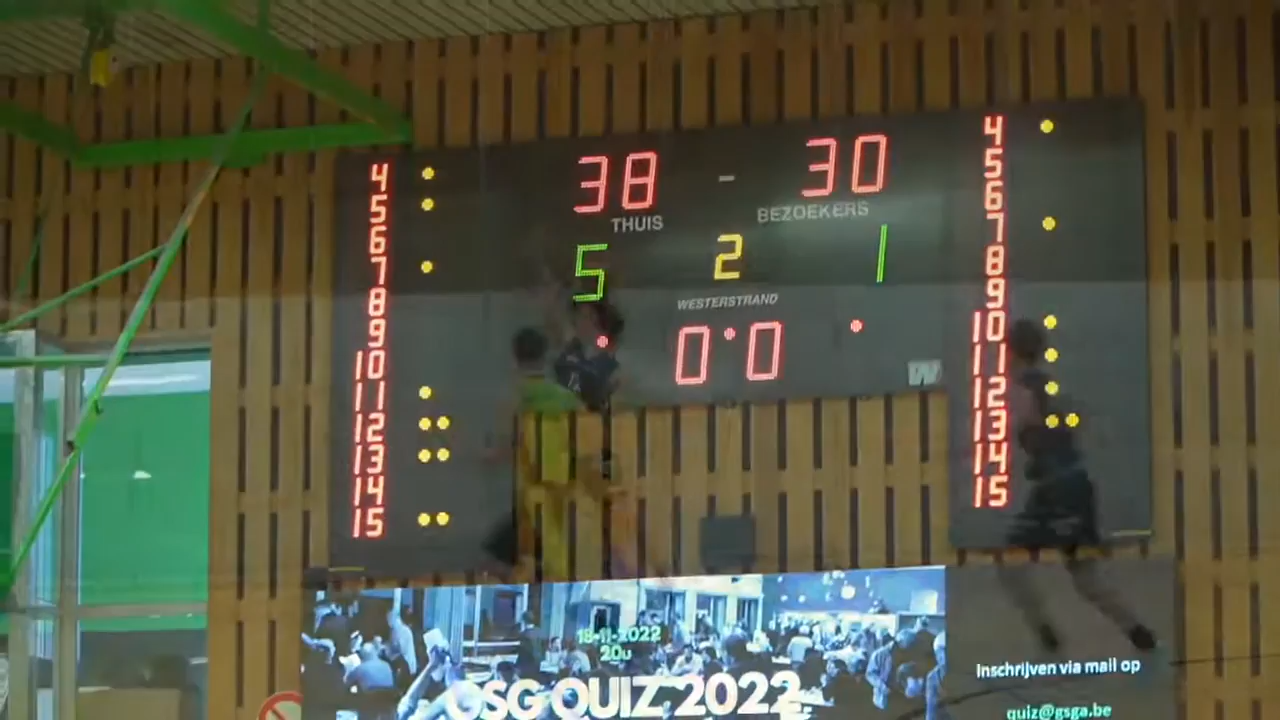 38 - 30
THUIS BEZOEKERS
5 2 1
WESTERSTRAND
0:0
4
5
6
7
8
9
10
11
12
13
14
15
4
5
6
7
8
9
10
11
12
13
14
15
W
18-11-2022
20u
GSG QUIZ 2022
Inschrijven via mail op
quiz@gsga.be